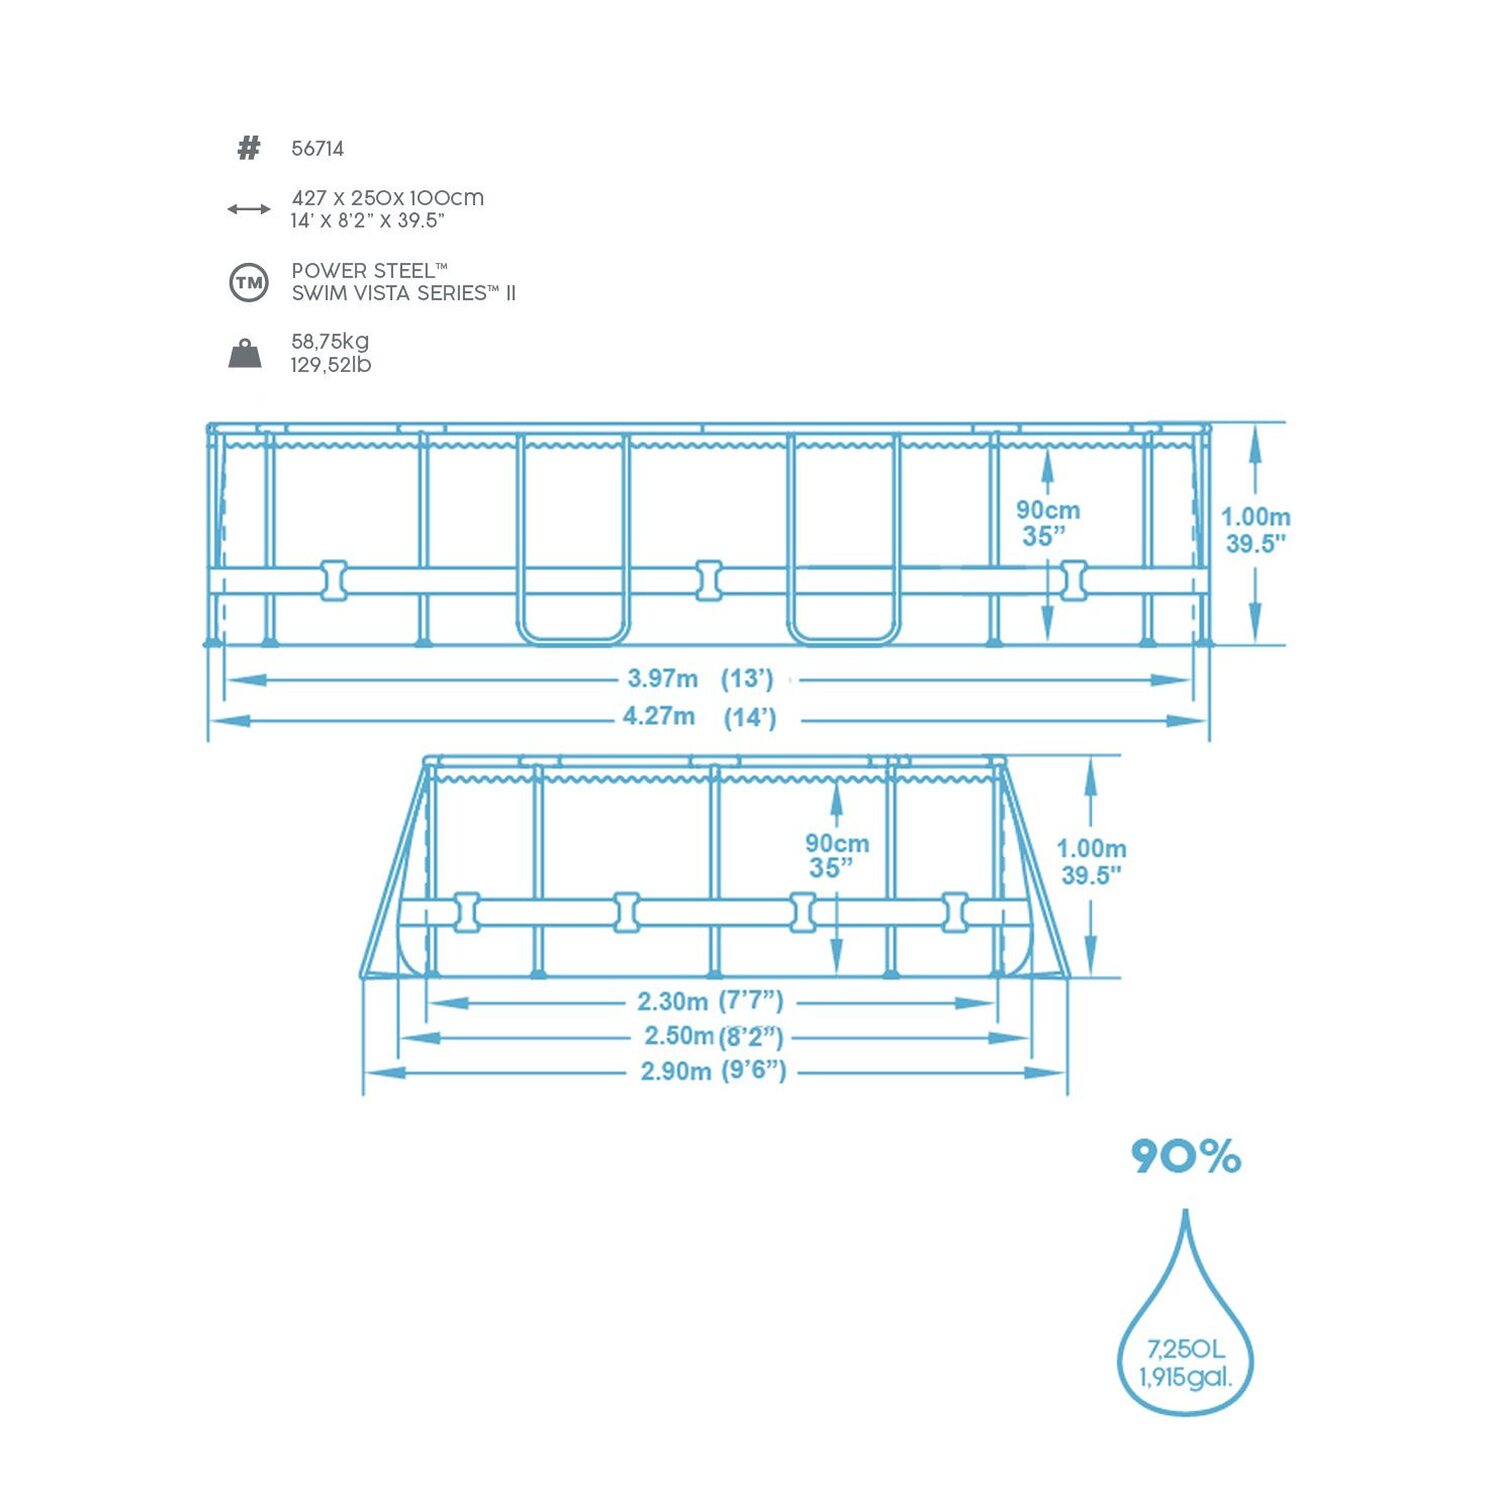 # 56714
427 x 250x 100cm
14' x 8'2" x 39.5"
TM
POWER STEEL™
SWIM VISTA SERIES™ II
58,75kg
129,52lb
90cm
35"
1.00m
39.5"
3.97m (13')
4.27m (14')
90cm
35"
1.00m
39.5"
2.30m (7'7")
2.50m (8'2")
2.90m (9'6")
90%
7,250L
1,915gal.